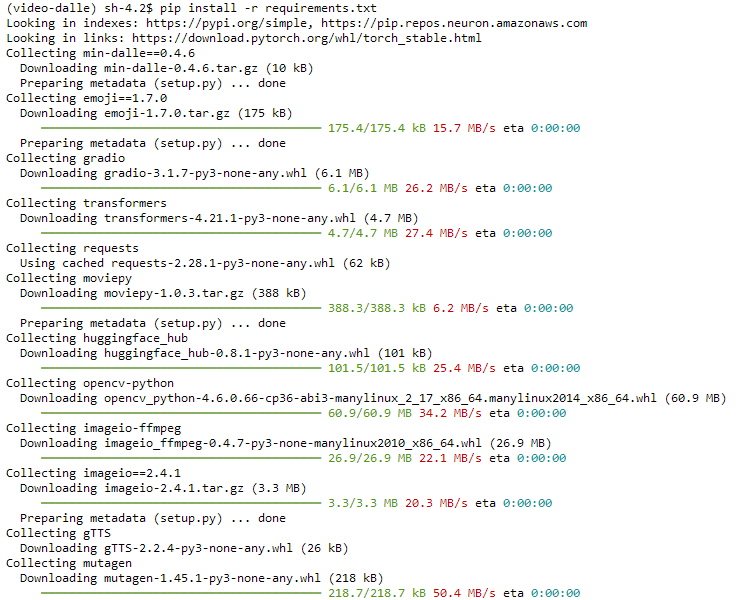 (video-dalle) sh-4.2$ pip install -r requirements.txt
Looking in indexes: https://pypi.org/simple, https://pip.repos.neuron.amazonaws.com
Looking in links: https://download.pytorch.org/whl/torch_stable.html
Collecting min-dalle==0.4.6
  Downloading min-dalle-0.4.6.tar.gz (10 kB)
  Preparing metadata (setup.py) ... done
Collecting emoji==1.7.0
  Downloading emoji-1.7.0.tar.gz (175 kB)
175.4/175.4 kB 15.7 MB/s eta 0:00:00
  Preparing metadata (setup.py) ... done
Collecting gradio
  Downloading gradio-3.1.7-py3-none-any.whl (6.1 MB)
6.1/6.1 MB 26.2 MB/s eta 0:00:00
Collecting transformers
  Downloading transformers-4.21.1-py3-none-any.whl (4.7 MB)
4.7/4.7 MB 27.4 MB/s eta 0:00:00
Collecting requests
  Using cached requests-2.28.1-py3-none-any.whl (62 kB)
Collecting moviepy
  Downloading moviepy-1.0.3.tar.gz (388 kB)
388.3/388.3 kB 6.2 MB/s eta 0:00:00
  Preparing metadata (setup.py) ... done
Collecting huggingface_hub
  Downloading huggingface_hub-0.8.1-py3-none-any.whl (101 kB)
101.5/101.5 kB 25.4 MB/s eta 0:00:00
Collecting opencv-python
  Downloading opencv_python-4.6.0.66-cp36-abi3-manylinux_2_17_x86_64.manylinux2014_x86_64.whl (60.9 MB)
60.9/60.9 MB 34.2 MB/s eta 0:00:00
Collecting imageio-ffmpeg
  Downloading imageio_ffmpeg-0.4.7-py3-none-manylinux2010_x86_64.whl (26.9 MB)
26.9/26.9 MB 22.1 MB/s eta 0:00:00
Collecting imageio==2.4.1
  Downloading imageio-2.4.1.tar.gz (3.3 MB)
3.3/3.3 MB 20.3 MB/s eta 0:00:00
  Preparing metadata (setup.py) ... done
Collecting gTTS
  Downloading gTTS-2.2.4-py3-none-any.whl (26 kB)
Collecting mutagen
  Downloading mutagen-1.45.1-py3-none-any.whl (218 kB)
218.7/218.7 kB 50.4 MB/s eta 0:00:00